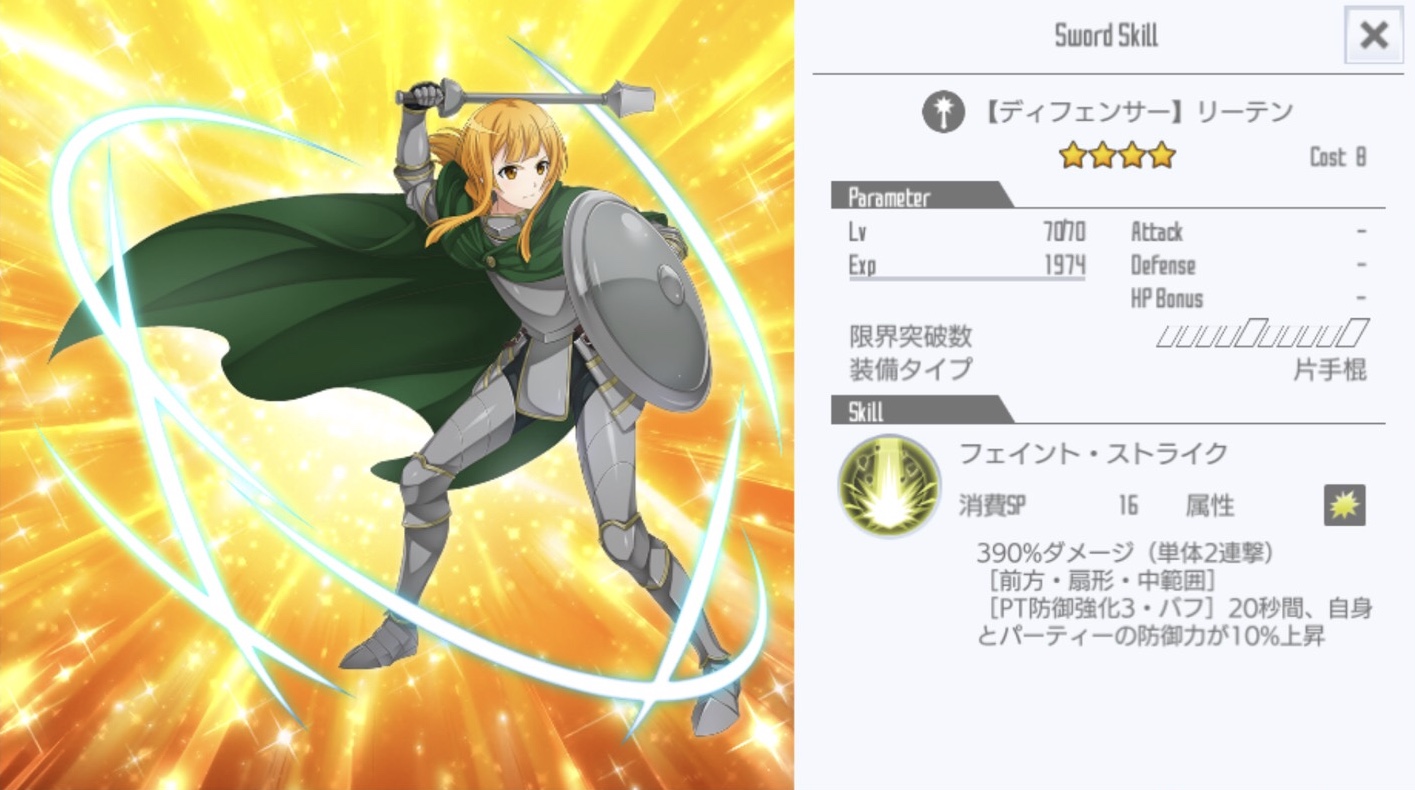 Sword Skill
【ディフェンサー】リーテン
Cost 8
Parameter
Lv 70/70 Attack -
Exp 1974 Defense -
HP Bonus -
限界突破数
装備タイプ 片手棍
Skill
フェイント・ストライク
消費SP 16 属性
390%ダメージ（単体2連撃）
［前方・扇形・中範囲］
［PT防御強化3・バフ］20秒間、自身
とパーティーの防御力が10%上昇